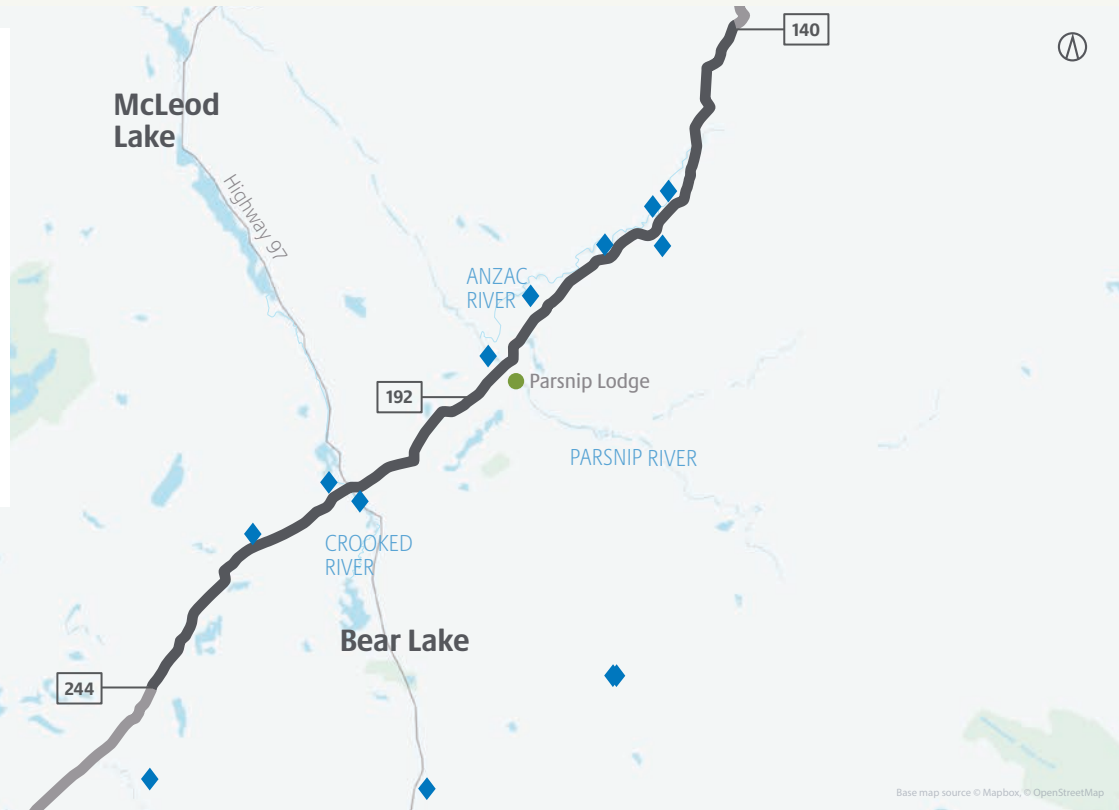 140
McLeod
Lake
Highway 97
ANZAC
RIVER
Parsnip Lodge
192
PARSNIP RIVER
CROOKED
RIVER
Bear Lake
244
Base map source © Mapbox, © OpenStreetMap